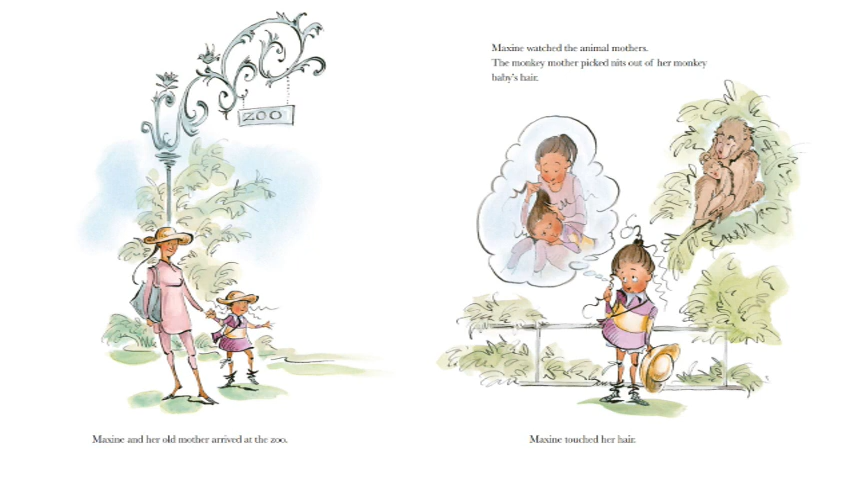 ZOO
Maxine and her old mother arrived at the zoo.
Maxine watched the animal mothers.
The monkey mother picked nits out of her monkey
baby's hair.
Maxine touched her hair.